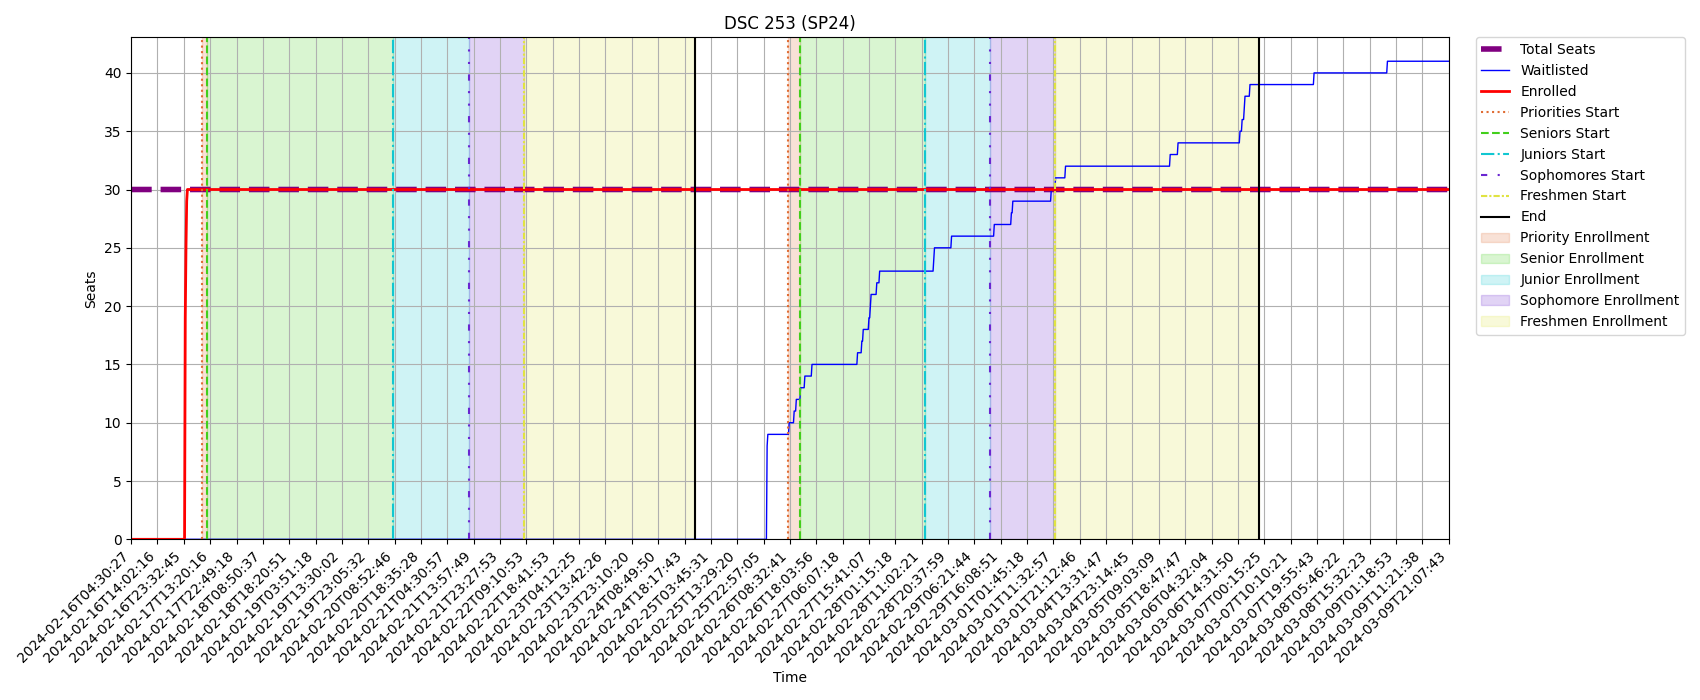 DSC 253 (SP24)
Total Seats
Waitlisted
Enrolled
Priorities Start
Seniors Start
Juniors Start
Sophomores Start
Freshmen Start
End
Priority Enrollment
Senior Enrollment
Junior Enrollment
Sophomore Enrollment
Freshmen Enrollment
Seats
40
35
30
25
20
15
10
5
0
2024-02-16T04:30:27
2024-02-16T14:02:16
2024-02-16T23:32:45
2024-02-17T13:20:16
2024-02-17T22:49:18
2024-02-18T08:50:37
2024-02-18T18:20:51
2024-02-19T03:51:18
2024-02-19T13:30:02
2024-02-19T23:05:32
2024-02-20T08:52:46
2024-02-20T18:35:28
2024-02-21T04:30:57
2024-02-21T13:57:49
2024-02-21T23:27:53
2024-02-22T09:10:53
2024-02-22T18:41:53
2024-02-23T04:12:25
2024-02-23T13:42:26
2024-02-23T23:10:20
2024-02-24T08:49:50
2024-02-24T18:17:43
2024-02-25T03:45:31
2024-02-25T13:29:20
2024-02-25T22:57:05
2024-02-26T08:32:41
2024-02-26T18:03:56
2024-02-27T06:07:18
2024-02-27T15:41:07
2024-02-28T01:15:18
2024-02-28T11:02:21
2024-02-28T20:37:59
2024-02-29T06:21:44
2024-02-29T16:08:51
2024-03-01T01:45:18
2024-03-01T11:32:57
2024-03-01T21:12:46
2024-03-04T13:31:47
2024-03-04T23:14:45
2024-03-05T09:03:09
2024-03-05T18:47:47
2024-03-06T04:32:04
2024-03-06T14:31:50
2024-03-07T00:15:25
2024-03-07T10:10:21
2024-03-07T19:55:43
2024-03-08T05:46:22
2024-03-08T15:32:23
2024-03-09T01:18:53
2024-03-09T11:21:38
2024-03-09T21:07:43
Time